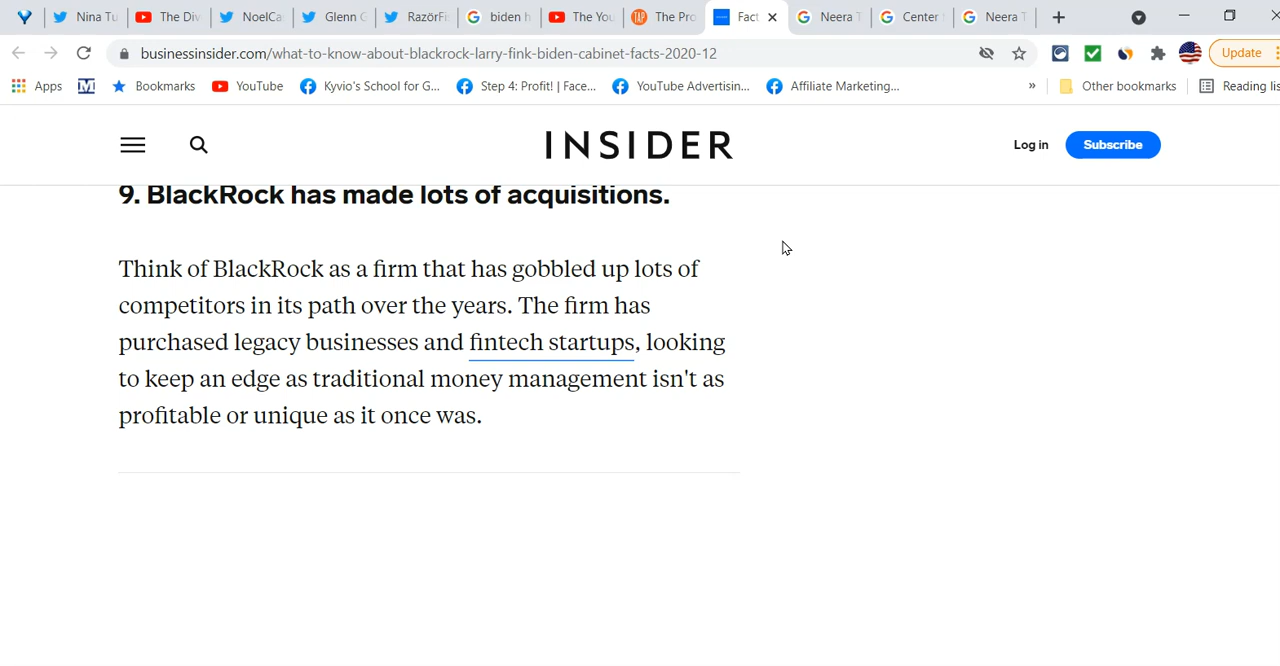 Nina Tu
The Div
NoelCa
Glenn G
RazörFi
biden h
The You
The Pro
Fact
Neera T
Center
Neera T
businessinsider.com/what-to-know-about-blackrock-larry-fink-biden-cabinet-facts-2020-12
Update
Apps
Bookmarks
YouTube
Kyvio's School for G...
Step 4: Profit! | Face...
YouTube Advertisin...
Affiliate Marketing...
»
Other bookmarks
Reading lis
INSIDER
Log in
Subscribe
9. BlackRock has made lots of acquisitions.
Think of BlackRock as a firm that has gobbled up lots of
competitors in its path over the years. The firm has
purchased legacy businesses and fintech startups, looking
to keep an edge as traditional money management isn't as
profitable or unique as it once was.